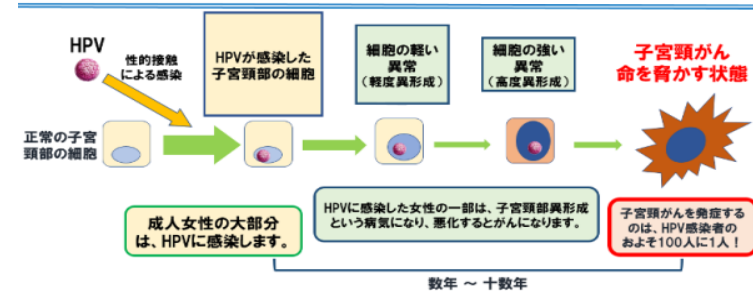 HPV
性的接触
による感染
HPVが感染した
子宮頸部の細胞
細胞の軽い
異常
（軽度異形成）
細胞の強い
異常
（高度異形成）
子宮頸がん
命を脅かす状態
正常の子宮
頸部の細胞
成人女性の大部分
は、HPVに感染します。
HPVに感染した女性の一部は、子宮頸部異形成
という病気になり、悪化するとがんになります。
子宮頸がんを発症する
のは、HPV感染者の
およそ100人に1人！
数年 ～ 十数年